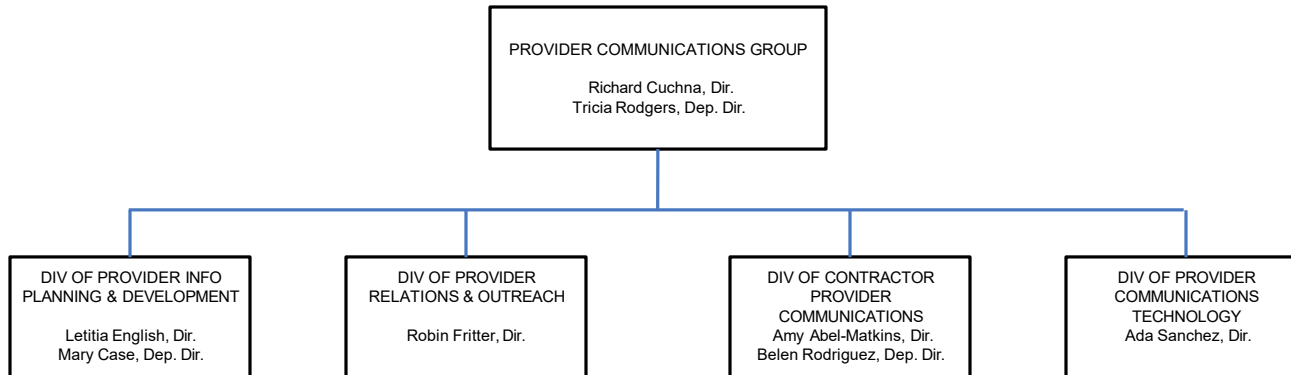 PROVIDER COMMUNICATIONS GROUP
Richard Cuchna, Dir.
Tricia Rodgers, Dep. Dir.
DIV OF PROVIDER INFO
PLANNING & DEVELOPMENT
Letitia English, Dir.
Mary Case, Dep. Dir.
DIV OF PROVIDER
RELATIONS & OUTREACH
Robin Fritter, Dir.
DIV OF CONTRACTOR
PROVIDER
COMMUNICATIONS
Amy Abel-Matkins, Dir.
Belen Rodriguez, Dep. Dir.
DIV OF PROVIDER
COMMUNICATIONS
TECHNOLOGY
Ada Sanchez, Dir.